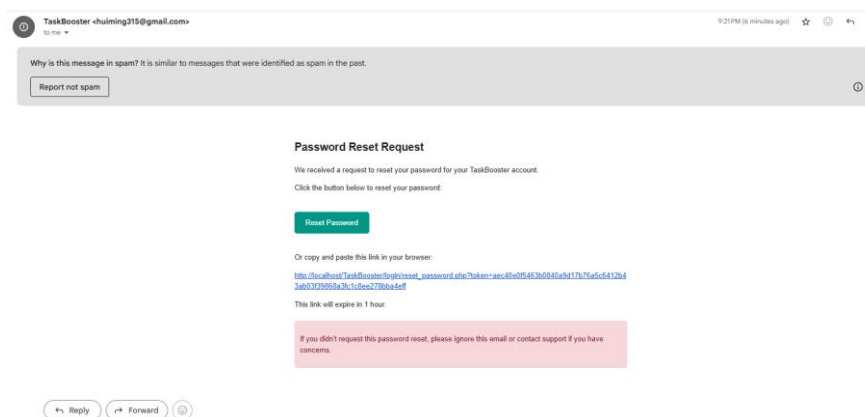 TaskBooster <huiming315@gmail.com>
to me
9:21 PM (6 minutes ago)
Why is this message in spam? It is similar to messages that were identified as spam in the past.
Report not spam
Password Reset Request
We received a request to reset your password for your TaskBooster account.
Click the button below to reset your password:
Reset Password
Or copy and paste this link in your browser:
http://localhost/TaskBooster/login/reset_password.php?token=aec40e0f5463b0840a9d17b76a5c6412b4
3ab03f39868a3fc1c8ee278bba4eff
This link will expire in 1 hour.
If you didn't request this password reset, please ignore this email or contact support if you have
concerns.
Reply
Forward